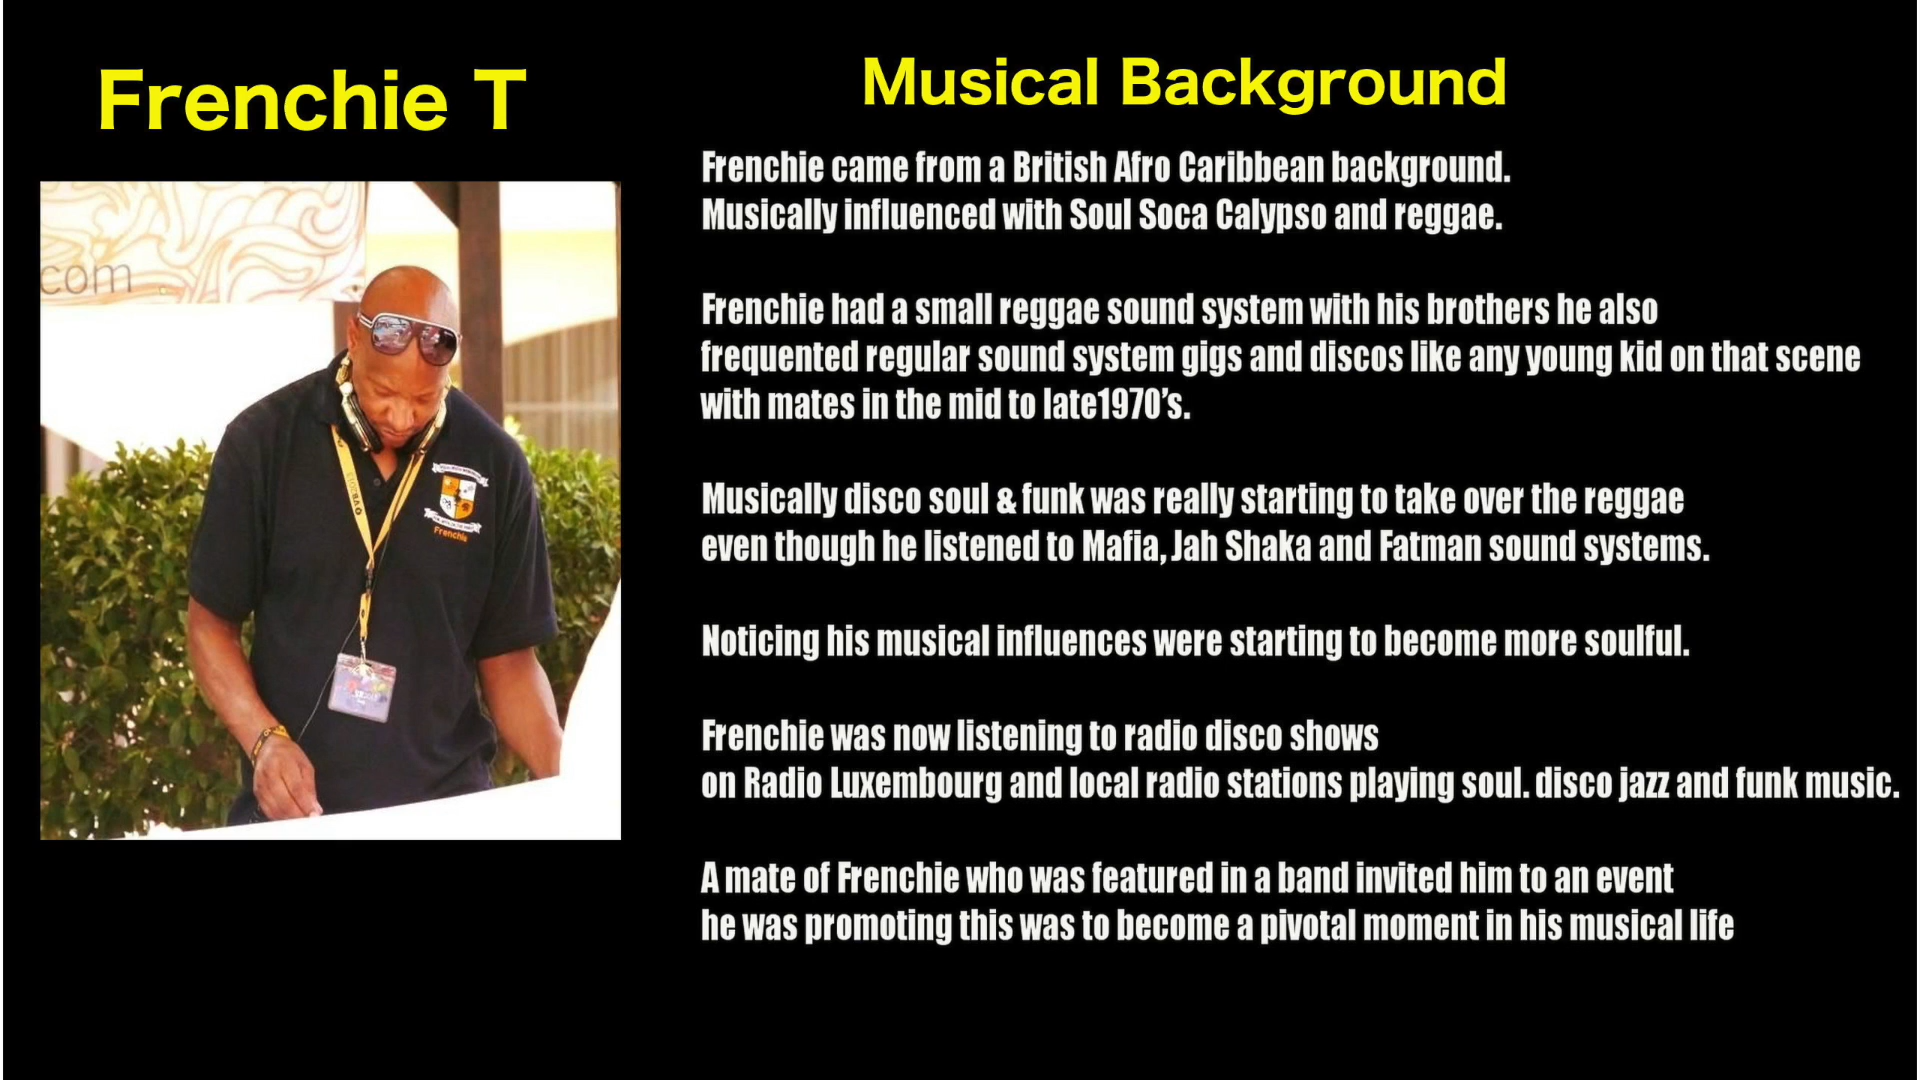 Frenchie T
Musical Background
com
Frenchie
Frenchie came from a British Afro Caribbean background.
Musically influenced with Soul Soca Calypso and reggae.
Frenchie had a small reggae sound system with his brothers he also
frequented regular sound system gigs and discos like any young kid on that scene
with mates in the mid to late1970’s.
Musically disco soul & funk was really starting to take over the reggae
even though he listened to Mafia, Jah Shaka and Fatman sound systems.
Noticing his musical influences were starting to become more soulful.
Frenchie was now listening to radio disco shows
on Radio Luxembourg and local radio stations playing soul. disco jazz and funk music.
A mate of Frenchie who was featured in a band invited him to an event
he was promoting this was to become a pivotal moment in his musical life